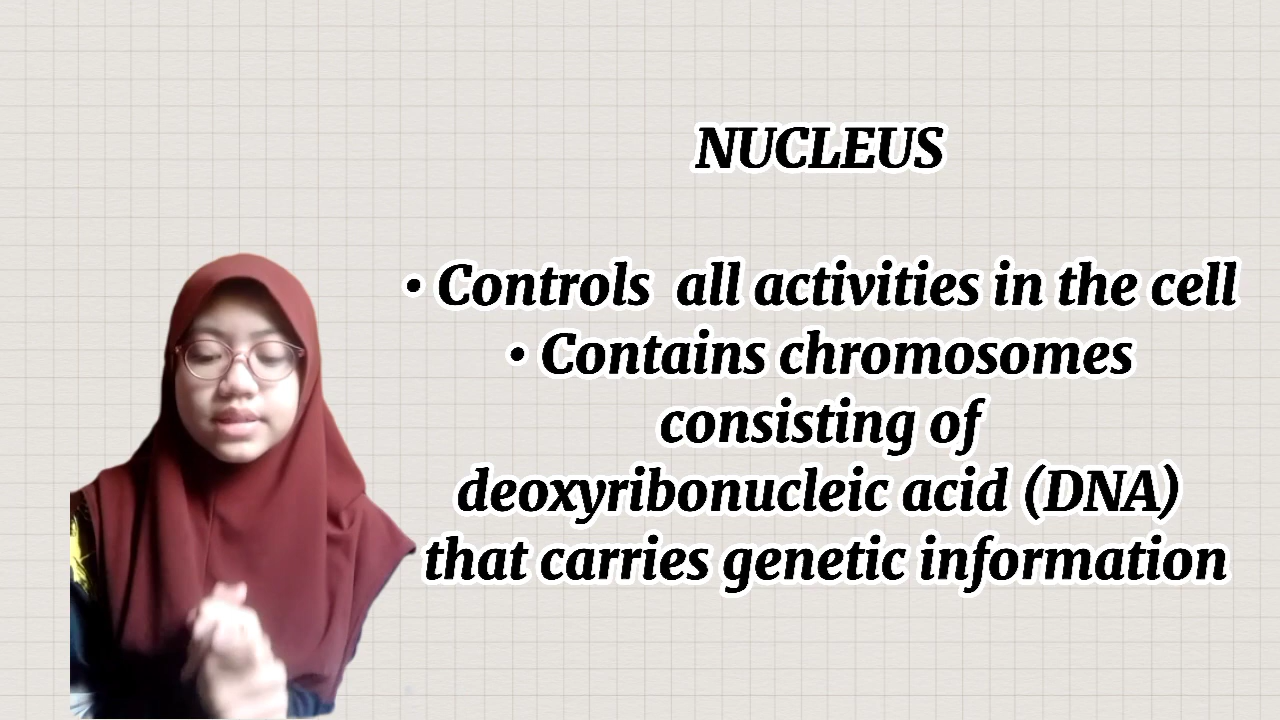 NUCLEUS
• Controls  all activities in the cell
• Contains chromosomes
consisting of
deoxyribonucleic acid (DNA)
that carries genetic information